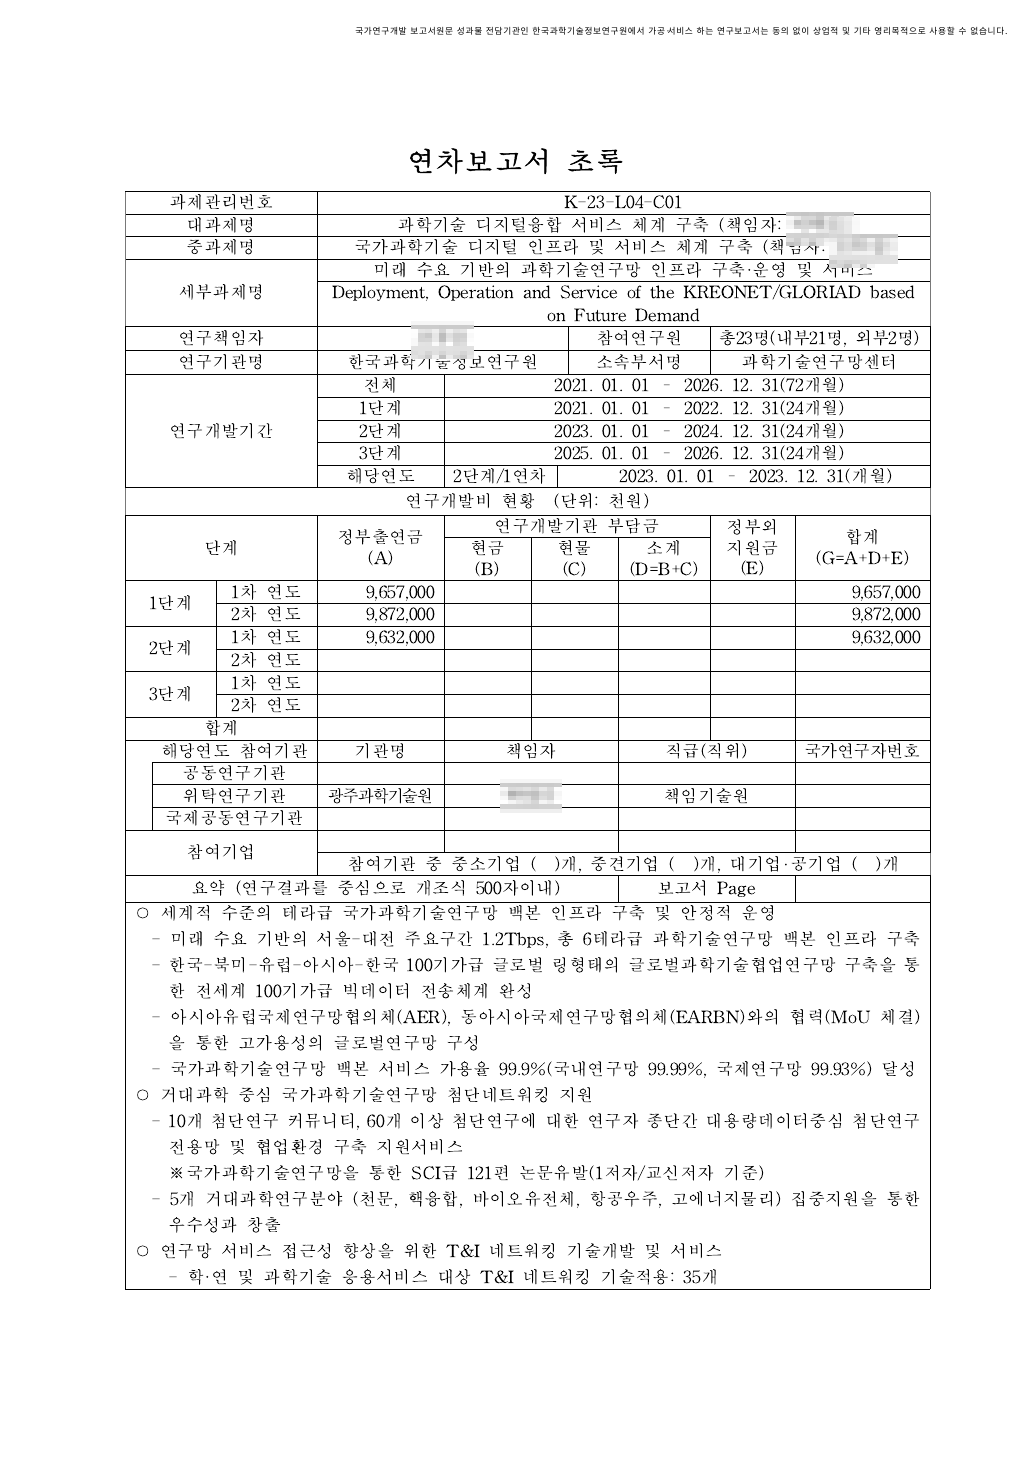 국가연구개발 보고서원문 성과물 전담기관인 한국과학기술정보연구원에서 가공·서비스 하는 연구보고서는 동의 없이 상업적 및 기타 영리목적으로 사용할 수 없습니다.
연차보고서 초록
과제관리번호 K-23-L04-C01
대과제명 과학기술 디지털융합 서비스 체계 구축 (책임자:
중과제명 국가과학기술 디지털 인프라 및 서비스 체계 구축 (책임자:
미래 수요 기반의 과학기술연구망 인프라 구축·운영 및 서비스
세부과제명 Deployment, Operation and Service of the KREONET/GLORIAD based
on Future Demand
연구책임자 참여연구원 총23명(내부21명, 외부2명)
연구기관명 한국과학기술정보연구원 소속부서명 과학기술연구망센터
연구개발기간 전체 2021. 01. 01 - 2026. 12. 31(72개월)
1단계 2021. 01. 01 - 2022. 12. 31(24개월)
2단계 2023. 01. 01 - 2024. 12. 31(24개월)
3단계 2025. 01. 01 - 2026. 12. 31(24개월)
해당연도 2단계/1연차 2023. 01. 01 - 2023. 12. 31(개월)
연구개발비 현황 (단위: 천원)
단계 정부출연금 (A) 연구개발기관 부담금 정부외 지원금 (E) 합계 (G=A+D+E)
현금 (B) 현물 (C) 소계 (D=B+C)
1단계 1차 연도 9,657,000 9,657,000
2차 연도 9,872,000 9,872,000
2단계 1차 연도 9,632,000 9,632,000
2차 연도
3단계 1차 연도
2차 연도
합계
해당연도 참여기관 기관명 책임자 직급(직위) 국가연구자번호
공동연구기관
위탁연구기관 광주과학기술원 책임기술원
국제공동연구기관
참여기업
참여기관 중 중소기업 ( )개, 중견기업 ( )개, 대기업·공기업 ( )개
요약 (연구결과를 중심으로 개조식 500자이내) 보고서 Page
○ 세계적 수준의 테라급 국가과학기술연구망 백본 인프라 구축 및 안정적 운영
- 미래 수요 기반의 서울-대전 주요구간 1.2Tbps, 총 6테라급 과학기술연구망 백본 인프라 구축
- 한국-북미-유럽-아시아-한국 100기가급 글로벌 링형태의 글로벌과학기술협업연구망 구축을 통
한 전세계 100기가급 빅데이터 전송체계 완성
- 아시아유럽국제연구망협의체(AER), 동아시아국제연구망협의체(EARBN)와의 협력(MoU 체결)
을 통한 고가용성의 글로벌연구망 구성
- 국가과학기술연구망 백본 서비스 가용율 99.9%(국내연구망 99.99%, 국제연구망 99.93%) 달성
○ 거대과학 중심 국가과학기술연구망 첨단네트워킹 지원
- 10개 첨단연구 커뮤니티, 60개 이상 첨단연구에 대한 연구자 종단간 대용량데이터중심 첨단연구
전용망 및 협업환경 구축 지원서비스
※국가과학기술연구망을 통한 SCI급 121편 논문유발(1저자/교신저자 기준)
- 5개 거대과학연구분야 (천문, 핵융합, 바이오유전체, 항공우주, 고에너지물리) 집중지원을 통한
우수성과 창출
○ 연구망 서비스 접근성 향상을 위한 T&I 네트워킹 기술개발 및 서비스
- 학·연 및 과학기술 응용서비스 대상 T&I 네트워킹 기술적용: 35개